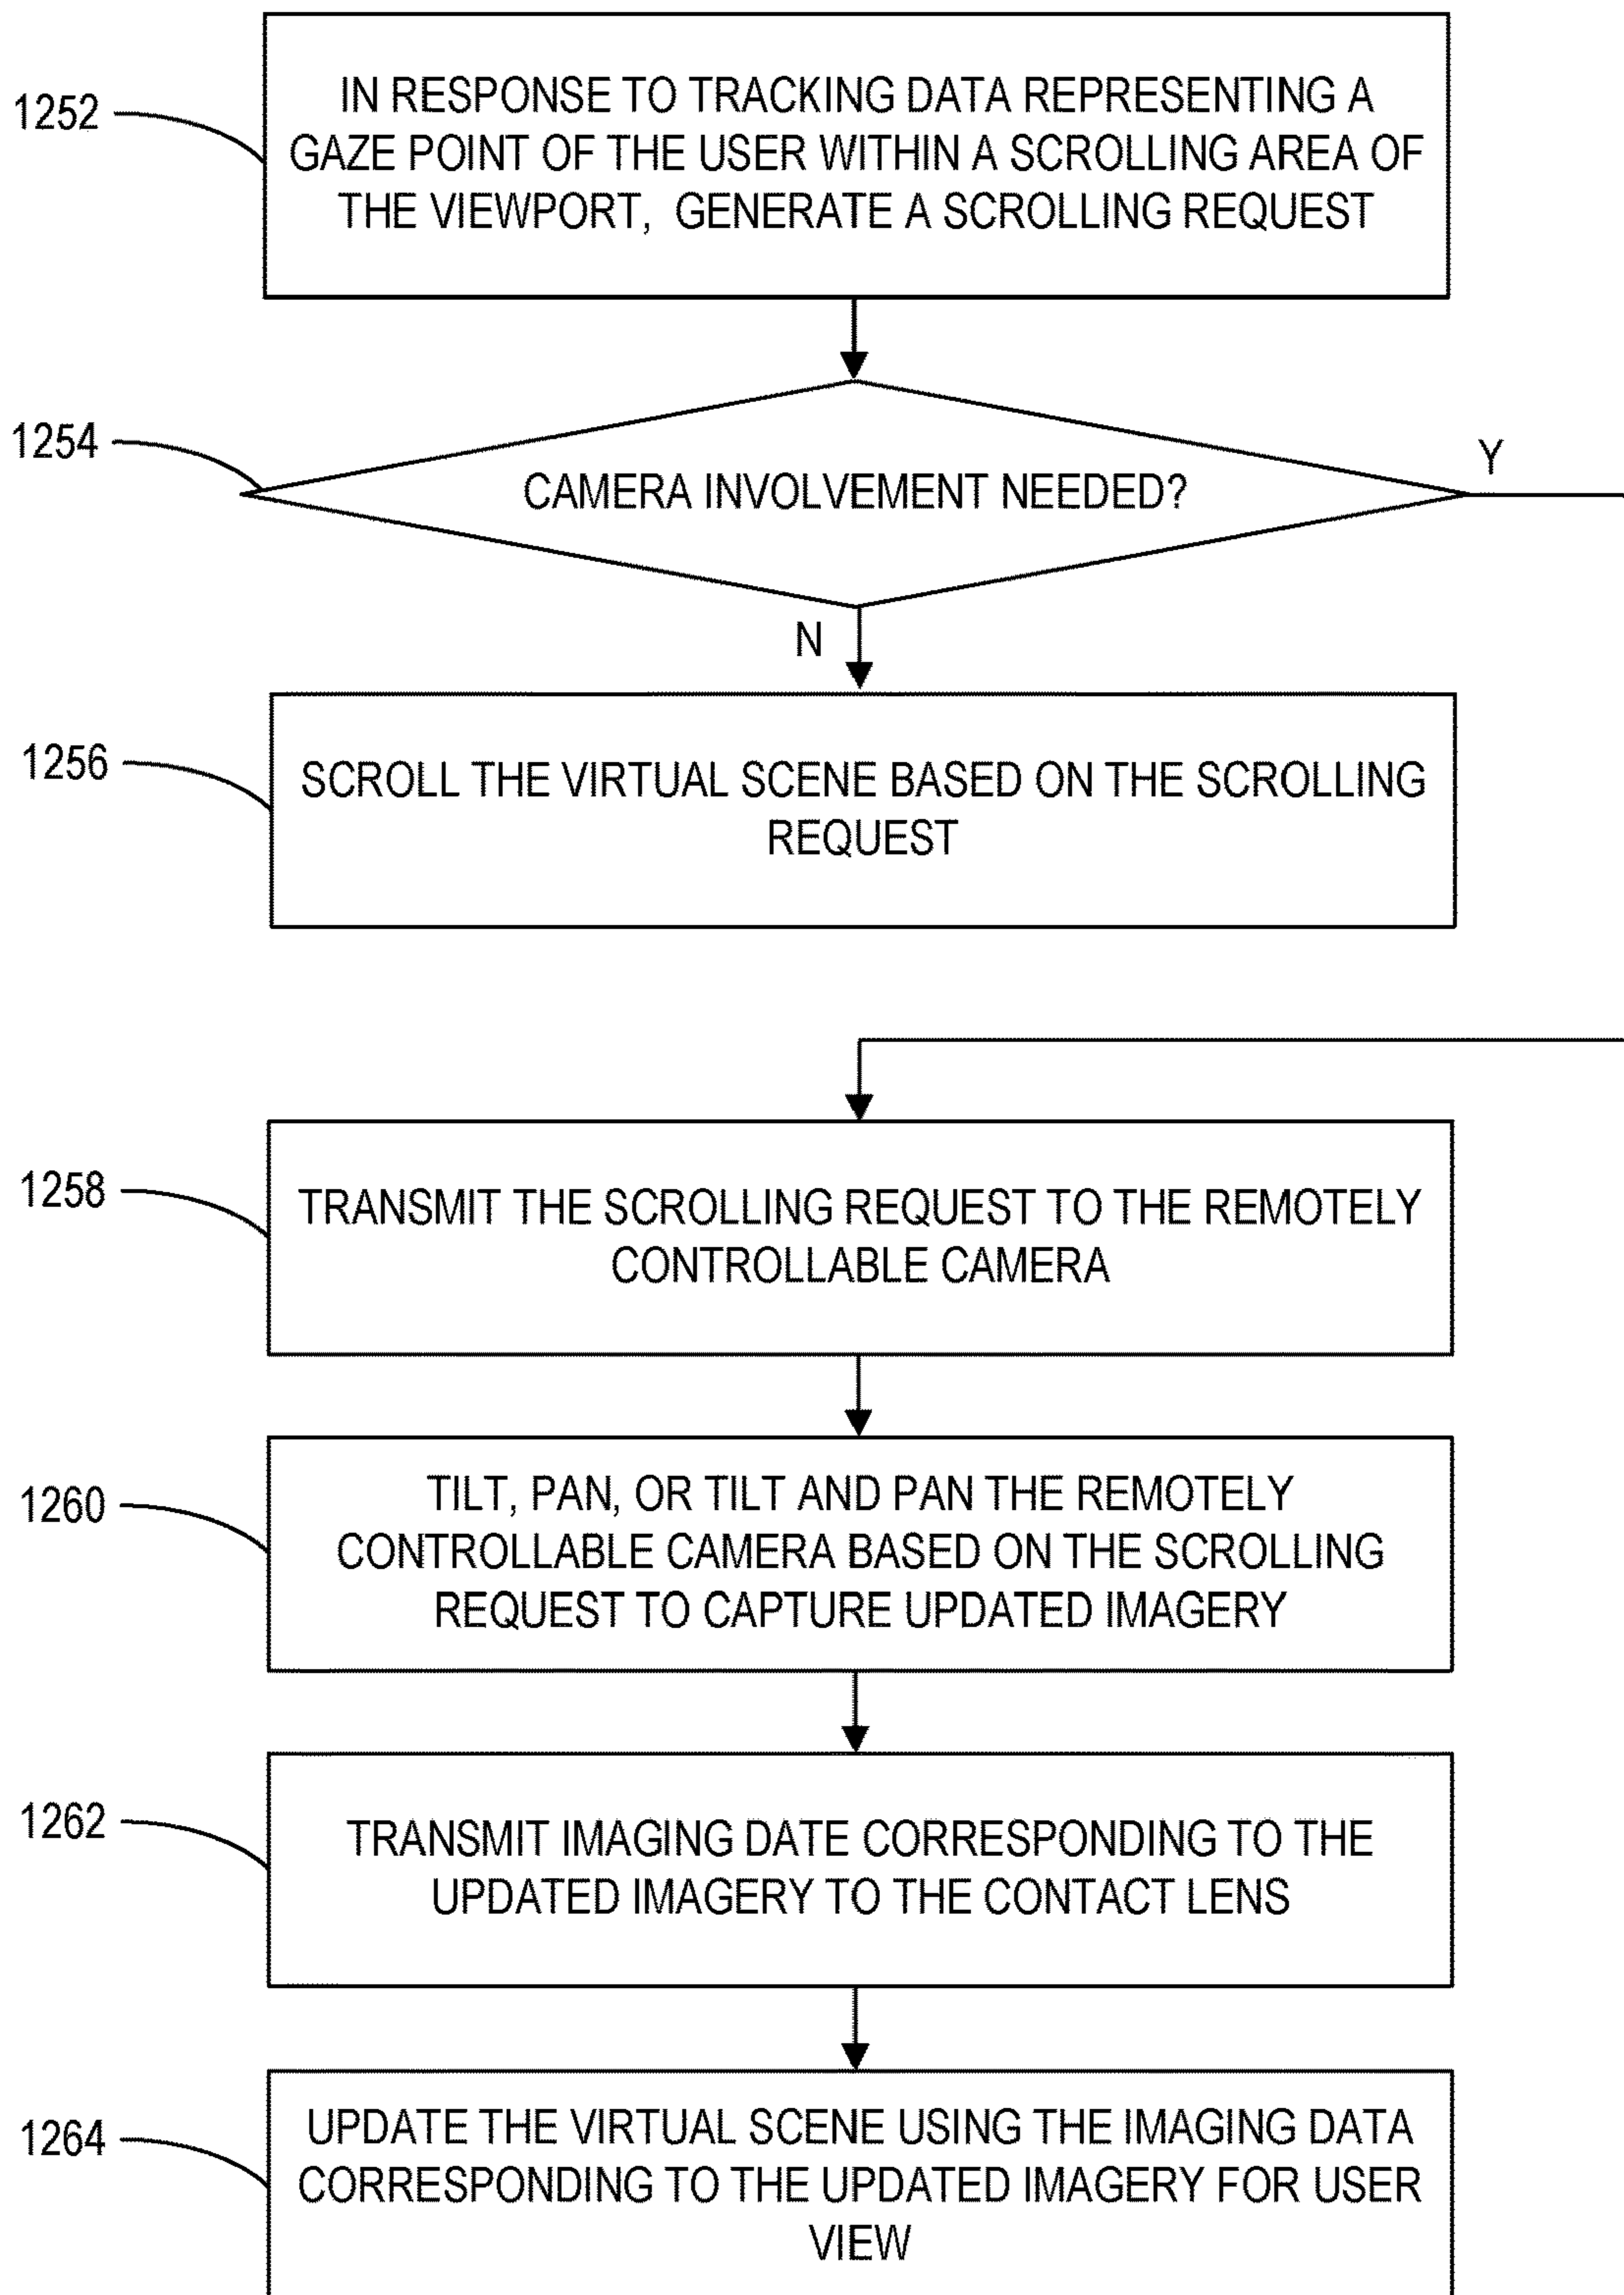 1252
IN RESPONSE TO TRACKING DATA REPRESENTING A
GAZE POINT OF THE USER WITHIN A SCROLLING AREA OF
THE VIEWPORT, GENERATE A SCROLLING REQUEST
1254
CAMERA INVOLVEMENT NEEDED?
Y
N
1256
SCROLL THE VIRTUAL SCENE BASED ON THE SCROLLING
REQUEST
1258
TRANSMIT THE SCROLLING REQUEST TO THE REMOTELY
CONTROLLABLE CAMERA
1260
TILT, PAN, OR TILT AND PAN THE REMOTELY
CONTROLLABLE CAMERA BASED ON THE SCROLLING
REQUEST TO CAPTURE UPDATED IMAGERY
1262
TRANSMIT IMAGING DATE CORRESPONDING TO THE
UPDATED IMAGERY TO THE CONTACT LENS
1264
UPDATE THE VIRTUAL SCENE USING THE IMAGING DATA
CORRESPONDING TO THE UPDATED IMAGERY FOR USER
VIEW